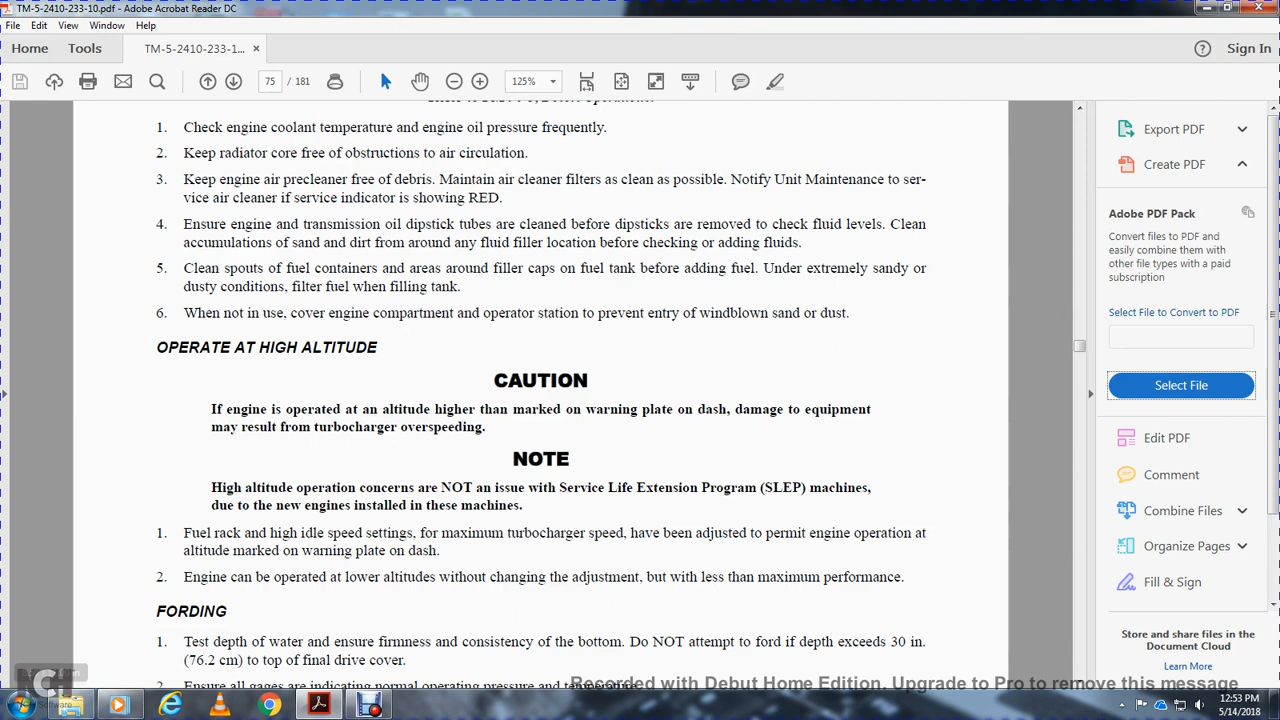 TM-5-2410-233-10.pdf - Adobe Acrobat Reader DC
File Edit View Window Help
Home Tools TM-5-2410-233-1... × Sign In
75 / 181 125%
1. Check engine coolant temperature and engine oil pressure frequently.
2. Keep radiator core free of obstructions to air circulation.
3. Keep engine air precleaner free of debris. Maintain air cleaner filters as clean as possible. Notify Unit Maintenance to ser-
vice air cleaner if service indicator is showing RED.
4. Ensure engine and transmission oil dipstick tubes are cleaned before dipsticks are removed to check fluid levels. Clean
accumulations of sand and dirt from around any fluid filler location before checking or adding fluids.
5. Clean spouts of fuel containers and areas around filler caps on fuel tank before adding fuel. Under extremely sandy or
dusty conditions, filter fuel when filling tank.
6. When not in use, cover engine compartment and operator station to prevent entry of windblown sand or dust.
OPERATE AT HIGH ALTITUDE
CAUTION
If engine is operated at an altitude higher than marked on warning plate on dash, damage to equipment
may result from turbocharger overspeeding.
NOTE
High altitude operation concerns are NOT an issue with Service Life Extension Program (SLEP) machines,
due to the new engines installed in these machines.
1. Fuel rack and high idle speed settings, for maximum turbocharger speed, have been adjusted to permit engine operation at
altitude marked on warning plate on dash.
2. Engine can be operated at lower altitudes without changing the adjustment, but with less than maximum performance.
FORDING
1. Test depth of water and ensure firmness and consistency of the bottom. Do NOT attempt to ford if depth exceeds 30 in.
(76.2 cm) to top of final drive cover.
2. Ensure all gages are indicating normal operating pressure and temperature.
Export PDF
Create PDF
Adobe PDF Pack
Convert files to PDF and
easily combine them with
other file types with a paid
subscription
Select File to Convert to PDF
Select File
Edit PDF
Comment
Combine Files
Organize Pages
Fill & Sign
Store and share files in the
Document Cloud
Learn More
Recorded with Debut Home Edition. Upgrade to Pro to remove this message
12:53 PM
5/14/2018